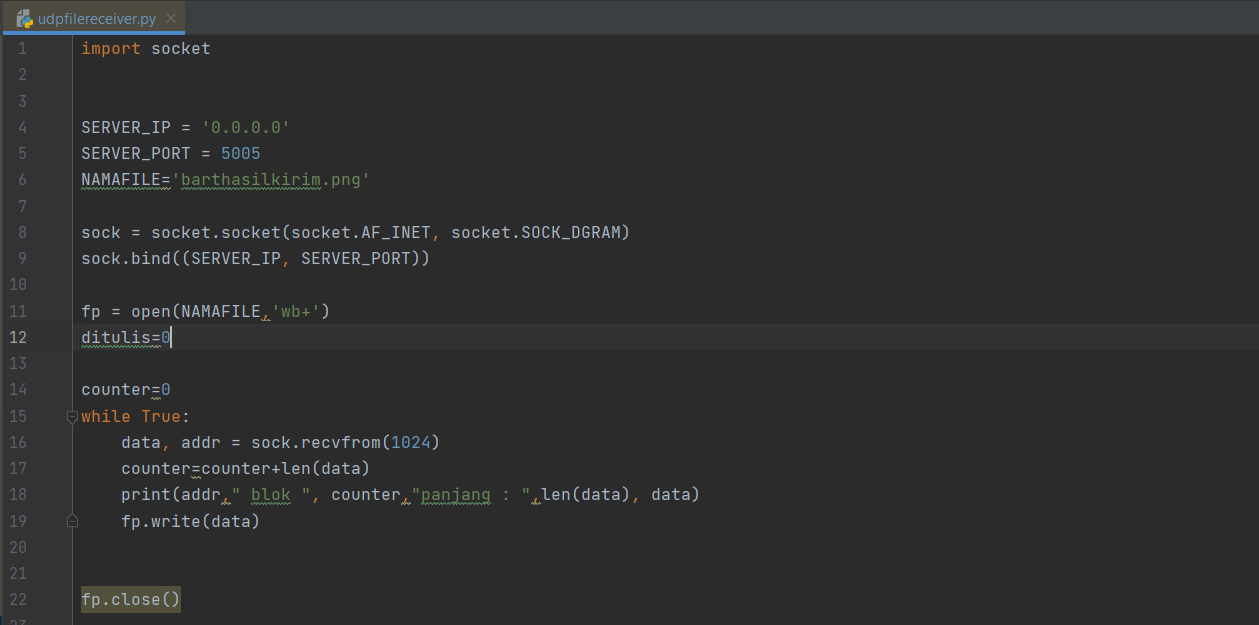 udpfilereceiver.py
1 import socket
2
3
4 SERVER_IP = '0.0.0.0'
5 SERVER_PORT = 5005
6 NAMAFILE='barthasilkirim.png'
7
8 sock = socket.socket(socket.AF_INET, socket.SOCK_DGRAM)
9 sock.bind((SERVER_IP, SERVER_PORT))
10
11 fp = open(NAMAFILE,'wb+')
12 ditulis=0
13
14 counter=0
15 while True:
16     data, addr = sock.recvfrom(1024)
17     counter=counter+len(data)
18     print(addr," blok ", counter,"panjang : ",len(data), data)
19     fp.write(data)
20
21
22 fp.close()
23